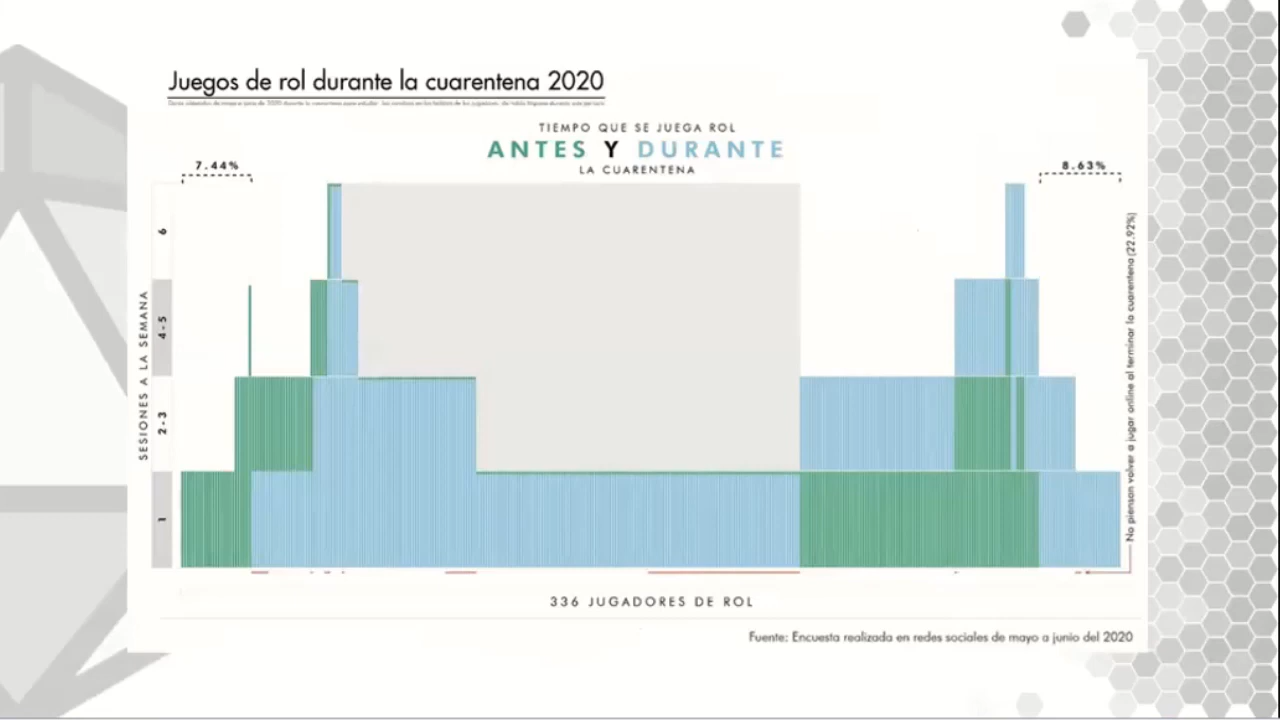 Juegos de rol durante la cuarentena 2020
TIEMPO QUE SE JUEGA ROL
ANTES Y DURANTE
LA CUARENTENA
7.44%
8.63%
SESIONES A LA SEMANA
6
4-5
2-3
1
No piensan volver a jugar online al terminar la cuarentena (22.92%)
336 JUGADORES DE ROL
Fuente: Encuesta realizada en redes sociales de mayo a junio del 2020